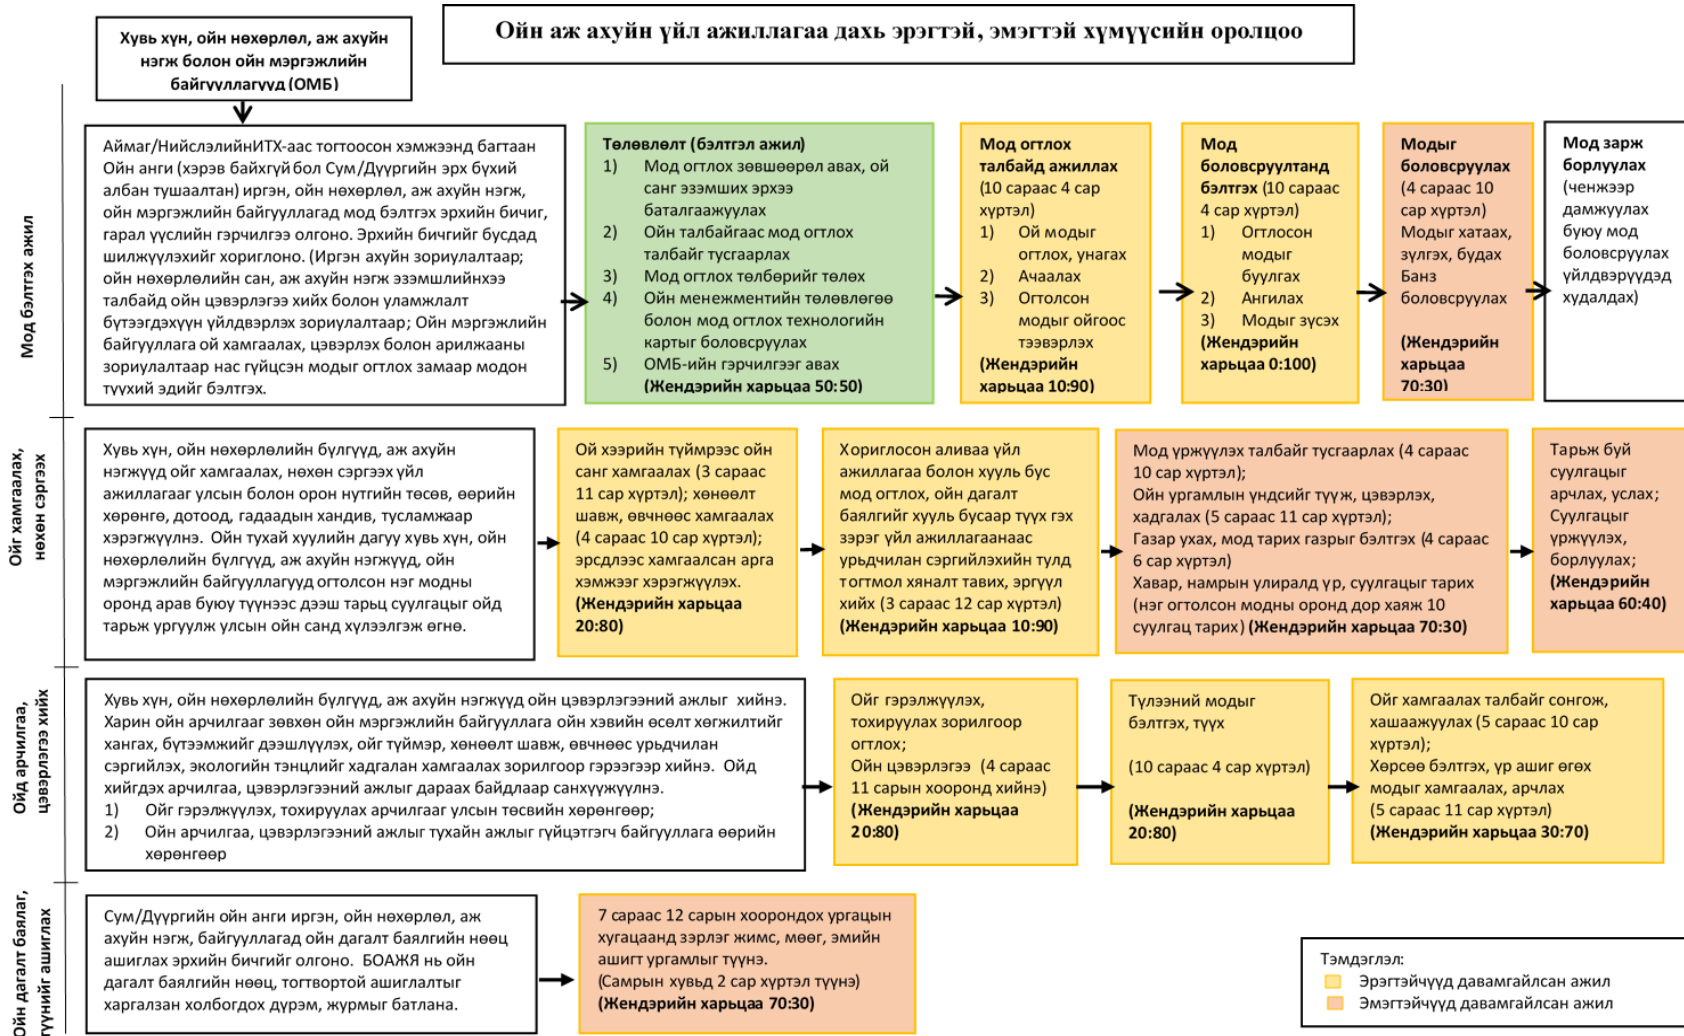 Ойн аж ахуйн үйл ажиллагаа дахь эрэгтэй, эмэгтэй хүмүүсийн оролцоо
Хувь хүн, ойн нөхөрлөл, аж ахуйн
нэгж болон ойн мэргэжлийн
байгууллагууд (ОМБ)
Мод бэлтгэх ажил
Аймаг/НийслэлийнИТХ-аас тогтоосон хэмжээнд багтаан
Ойн анги (хэрэв байхгүй бол Сум/Дүүргийн эрх бүхий
албан тушаалтан) иргэн, ойн нөхөрлөл, аж ахуйн нэгж,
ойн мэргэжлийн байгууллагад мод бэлтгэх эрхийн бичиг,
гарал үүслийн гэрчилгээ олгоно. Эрхийн бичгийг бусдад
шилжүүлэхийг хориглоно. (Иргэн ахуйн зориулалтаар;
ойн нөхөрлөлийн сан, аж ахуйн нэгж эзэмшлийнхээ
талбайд ойн цэвэрлэгээ хийх болон уламжлалт
бүтээгдэхүүн үйлдвэрлэх зориулалтаар; Ойн мэргэжлийн
байгууллага ой хамгаалах, цэвэрлэх болон арилжааны
зориулалтаар нас гүйцсэн модыг огтлох замаар модон
түүхий эдийг бэлтгэх.
Төлөвлөлт (бэлтгэл ажил)
1) Мод огтлох зөвшөөрөл авах, ой
санг эзэмших эрхээ
баталгаажуулах
2) Ойн талбайгаас мод огтлох
талбайг тусгаарлах
3) Мод огтлох төлбөрийг төлөх
4) Ойн менежментийн төлөвлөгөө
болон мод огтлох технологийн
картыг боловсруулах
5) ОМБ-ийн гэрчилгээг авах
(Жендэрийн харьцаа 50:50)
Мод огтлох
талбайд ажиллах
(10 сараас 4 сар
хүртэл)
1) Ой модыг
огтлох, унагах
2) Ачаалах
3) Огтолсон
модыг ойгоос
тээвэрлэх
(Жендэрийн
харьцаа 10:90)
Мод
боловсруултанд
бэлтгэх (10 сараас
4 сар хүртэл)
1) Огтлосон
модыг
буулгах
2) Ангилах
3) Модыг зүсэх
(Жендэрийн
харьцаа 0:100)
Модыг
боловсруулах
(4 сараас 10
сар хүртэл)
Модыг хатаах,
зүлгэх, будах
Банз
боловсруулах
(Жендэрийн
харьцаа
70:30)
Мод зарж
борлуулах
(ченжээр
дамжуулах
буюу мод
боловсруулах
үйлдвэрүүдэд
худалдах)
Ойг хамгаалах,
нөхөн сэргээх
Хувь хүн, ойн нөхөрлөлийн бүлгүүд, аж ахуйн
нэгжүүд ойг хамгаалах, нөхөн сэргээх үйл
ажиллагааг улсын болон орон нутгийн төсөв, өөрийн
хөрөнгө, дотоод, гадаадын хандив, тусламжаар
хэрэгжүүлнэ. Ойн тухай хуулийн дагуу хувь хүн, ойн
нөхөрлөлийн бүлгүүд, аж ахуйн нэгжүүд, ойн
мэргэжлийн байгууллагууд огтолсон нэг модны
оронд арав буюу түүнээс дээш тарьц суулгацыг ойд
тарьж ургуулж улсын ойн санд хүлээлгэж өгнө.
Ой хээрийн түймрээс ойн
санг хамгаалах (3 сараас
11 сар хүртэл); хөнөөлт
шавж, өвчнөөс хамгаалах
(4 сараас 10 сар хүртэл);
эрсдлээс хамгаалсан арга
хэмжээг хэрэгжүүлэх.
(Жендэрийн харьцаа
20:80)
Хориглосон аливаа үйл
ажиллагаа болон хууль бус
мод огтлох, ойн дагалт
баялгийг хууль бусаар түүх гэх
зэрэг үйл ажиллагаанаас
урьдчилан сэргийлэхийн тулд
тогтмол хяналт тавих, эргүүл
хийх (3 сараас 12 сар хүртэл)
(Жендэрийн харьцаа 10:90)
Мод үржүүлэх талбайг тусгаарлах (4 сараас
10 сар хүртэл);
Ойн ургамлын үндсийг түүж, цэвэрлэх,
хадгалах (5 сараас 11 сар хүртэл);
Газар ухах, мод тарих газрыг бэлтгэх (4 сараас
6 сар хүртэл)
Хавар, намрын улиралд үр, суулгацыг тарих
(нэг огтолсон модны оронд дор хаяж 10
суулгац тарих) (Жендэрийн харьцаа 70:30)
Тарьж буй
суулгацыг
арчлах, услах;
Суулгацыг
үржүүлэх,
борлуулах;
(Жендэрийн
харьцаа 60:40)
Ойд арчилгаа,
цэвэрлэгээ хийх
Хувь хүн, ойн нөхөрлөлийн бүлгүүд, аж ахуйн нэгжүүд ойн цэвэрлэгээний ажлыг хийнэ.
Харин ойн арчилгааг зөвхөн ойн мэргэжлийн байгууллага ойн хэвийн өсөлт хөгжилтийг
хангах, бүтээмжийг дээшлүүлэх, ойг түймэр, хөнөөлт шавж, өвчнөөс урьдчилан
сэргийлэх, экологийн тэнцлийг хадгалан хамгаалах зорилгоор гэрээгээр хийнэ. Ойд
хийгдэх арчилгаа, цэвэрлэгээний ажлыг дараах байдлаар санхүүжүүлнэ.
1) Ойг гэрэлжүүлэх, тохируулах арчилгааг улсын төсвийн хөрөнгөөр;
2) Ойн арчилгаа, цэвэрлэгээний ажлыг тухайн ажлыг гүйцэтгэгч байгууллага өөрийн
хөрөнгөөр
Ойг гэрэлжүүлэх,
тохируулах зорилгоор
огтлох;
Ойн цэвэрлэгээ (4 сараас
11 сарын хооронд хийнэ)
(Жендэрийн харьцаа
20:80)
Түлээний модыг
бэлтгэх, түүх
(10 сараас 4 сар хүртэл)
(Жендэрийн харьцаа
20:80)
Ойг хамгаалах талбайг сонгож,
хашаажуулах (5 сараас 10 сар
хүртэл);
Хөрсөө бэлтгэх, үр ашиг өгөх
модыг хамгаалах, арчлах
(5 сараас 11 сар хүртэл)
(Жендэрийн харьцаа 30:70)
Ойн дагалт баялаг,
түүнийг ашиглах
Сум/Дүүргийн ойн анги иргэн, ойн нөхөрлөл, аж
ахуйн нэгж, байгууллагад ойн дагалт баялгийн нөөц
ашиглах эрхийн бичгийг олгоно. БОАЖЯ нь ойн
дагалт баялгийн нөөц, тогтвортой ашиглалтыг
харгалзан холбогдох дүрэм, журмыг батлана.
7 сараас 12 сарын хоорондох ургацын
хугацаанд зэрлэг жимс, мөөг, эмийн
ашигт ургамлыг түүнэ.
(Самрын хувьд 2 сар хүртэл түүнэ)
(Жендэрийн харьцаа 70:30)
Тэмдэглэл:
Эрэгтэйчүүд давамгайлсан ажил
Эмэгтэйчүүд давамгайлсан ажил